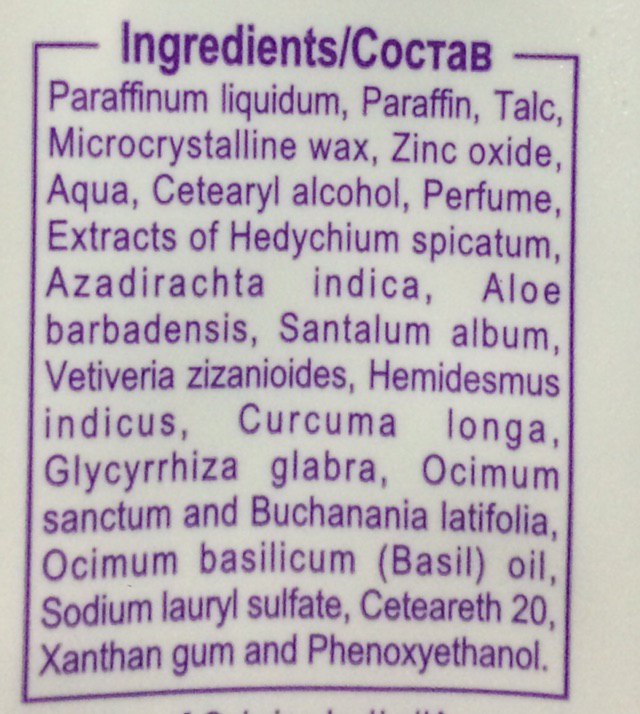 Ingredients/Состав
Paraffinum liquidum, Paraffin, Talc,
Microcrystalline wax, Zinc oxide,
Aqua, Cetearyl alcohol, Perfume,
Extracts of Hedychium spicatum,
Azadirachta indica, Aloe
barbadensis, Santalum album,
Vetiveria zizanioides, Hemidesmus
indicus, Curcuma longa,
Glycyrrhiza glabra, Ocimum
sanctum and Buchanania latifolia,
Ocimum basilicum (Basil) oil,
Sodium lauryl sulfate, Ceteareth 20,
Xanthan gum and Phenoxyethanol.